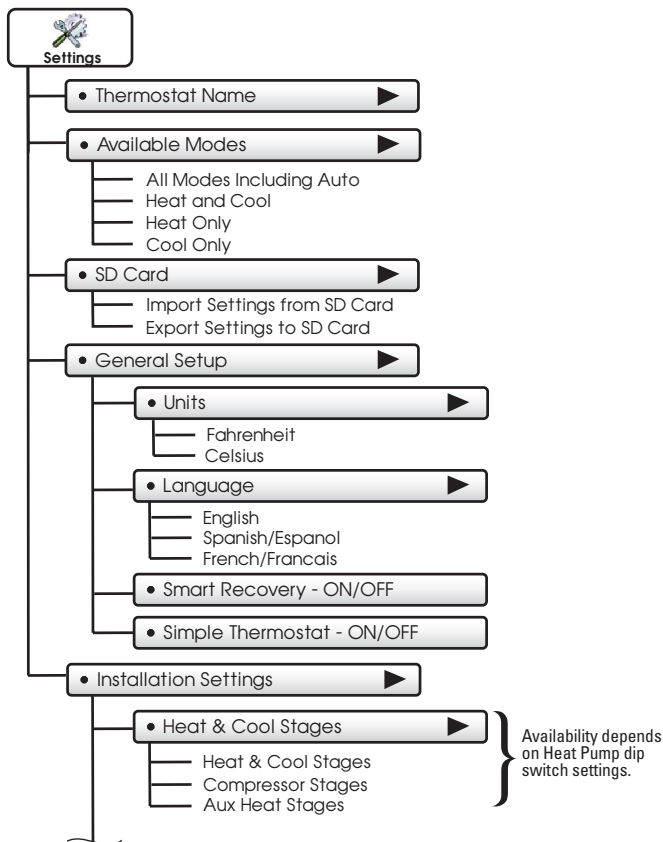 Settings
• Thermostat Name
• Available Modes
All Modes Including Auto
Heat and Cool
Heat Only
Cool Only
• SD Card
Import Settings from SD Card
Export Settings to SD Card
• General Setup
• Units
Fahrenheit
Celsius
• Language
English
Spanish/Espanol
French/Francais
• Smart Recovery - ON/OFF
• Simple Thermostat - ON/OFF
• Installation Settings
• Heat & Cool Stages
Heat & Cool Stages
Compressor Stages
Aux Heat Stages
Availability depends
on Heat Pump dip
switch settings.